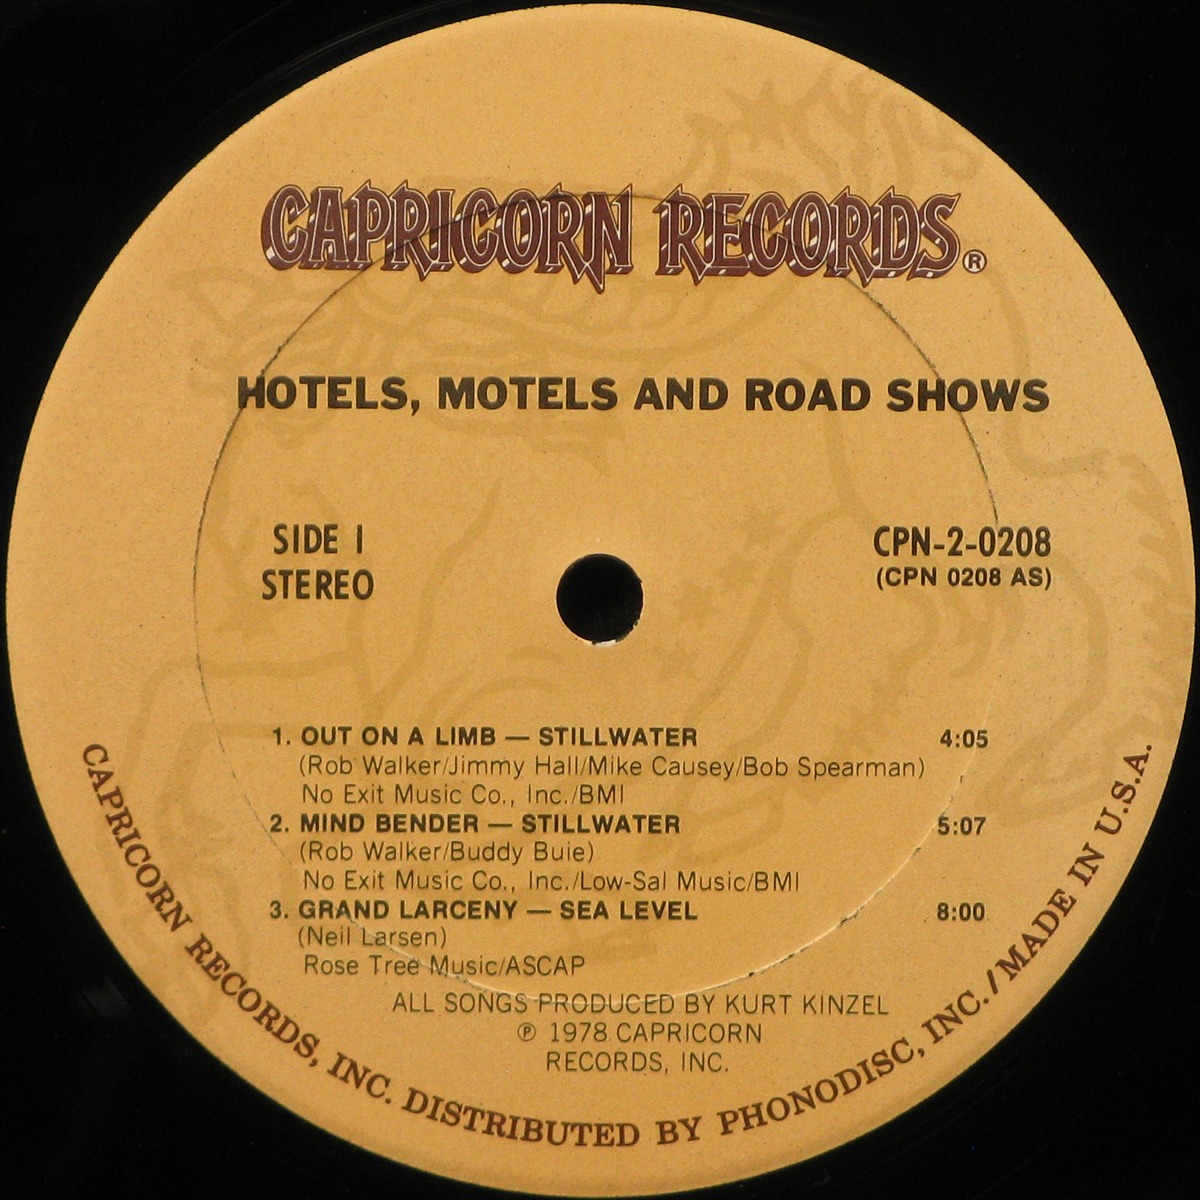 CAPRICORN RECORDS®
HOTELS, MOTELS AND ROAD SHOWS
SIDE 1
STEREO
CPN-2-0208
(CPN 0208 AS)
1. OUT ON A LIMB — STILLWATER 4:05
(Rob Walker/Jimmy Hall/Mike Causey/Bob Spearman)
No Exit Music Co., Inc./BMI
2. MIND BENDER — STILLWATER 5:07
(Rob Walker/Buddy Buie)
No Exit Music Co., Inc./Low-Sal Music/BMI
3. GRAND LARCENY — SEA LEVEL 8:00
(Neil Larsen)
Rose Tree Music/ASCAP
ALL SONGS PRODUCED BY KURT KINZEL
℗ 1978 CAPRICORN
RECORDS, INC.
CAPRICORN RECORDS, INC. DISTRIBUTED BY PHONODISC, INC./MADE IN U.S.A.